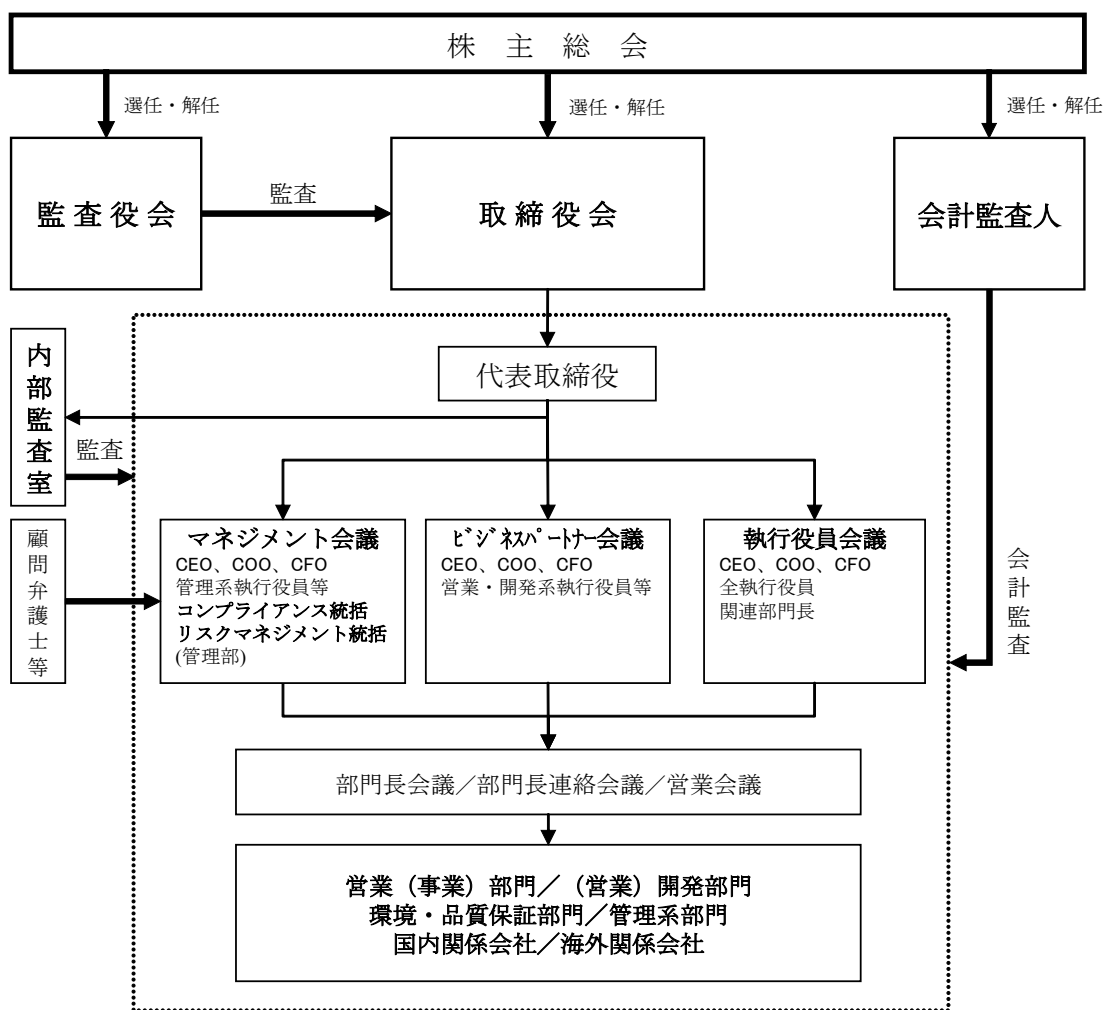 株主総会
選任・解任
選任・解任
選任・解任
監査役会
監査
取締役会
会計監査人
内部監査室
代表取締役
監査
顧問弁護士等
マネジメント会議
CEO、COO、CFO
管理系執行役員等
コンプライアンス統括
リスクマネジメント統括
(管理部)
ﾋﾞｼﾞﾈｽﾊﾟｰﾄﾅｰ会議
CEO、COO、CFO
営業・開発系執行役員等
執行役員会議
CEO、COO、CFO
全執行役員
関連部門長
会計監査
部門長会議／部門長連絡会議／営業会議
営業（事業）部門／（営業）開発部門
環境・品質保証部門／管理系部門
国内関係会社／海外関係会社